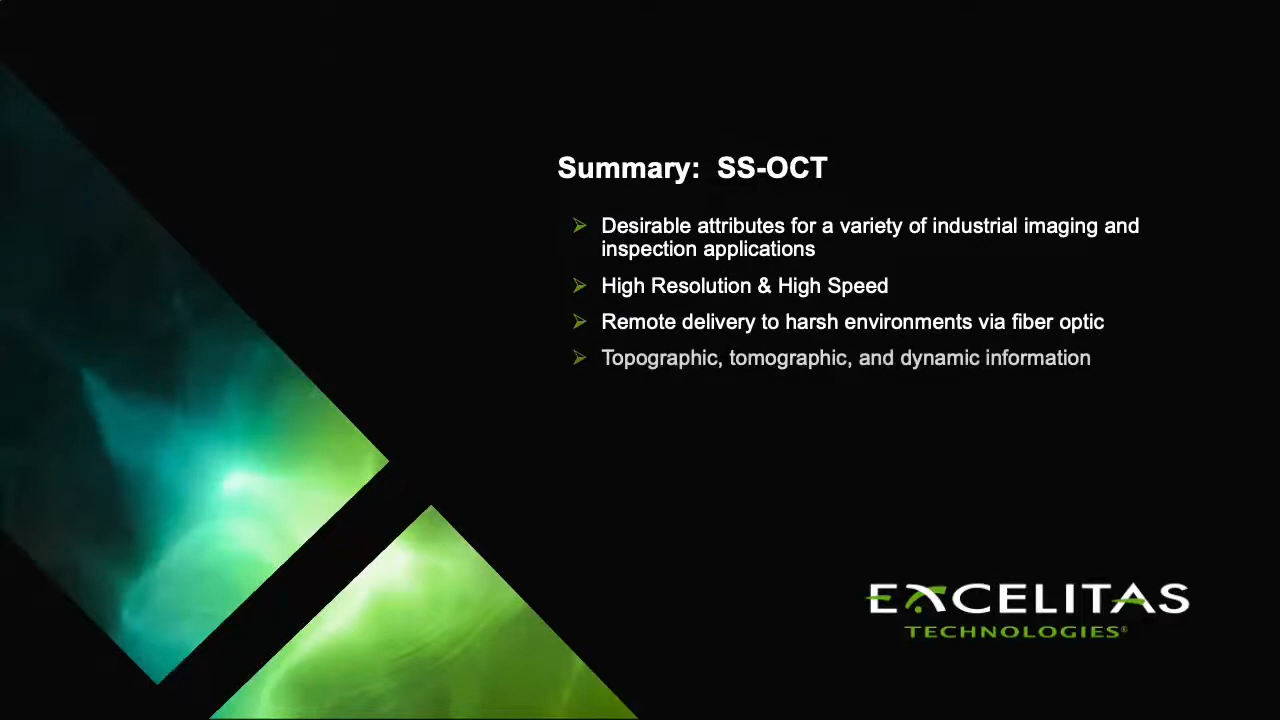 Summary:  SS-OCT
➢ Desirable attributes for a variety of industrial imaging and
inspection applications
➢ High Resolution & High Speed
➢ Remote delivery to harsh environments via fiber optic
➢ Topographic, tomographic, and dynamic information
EXCELITAS
TECHNOLOGIES®